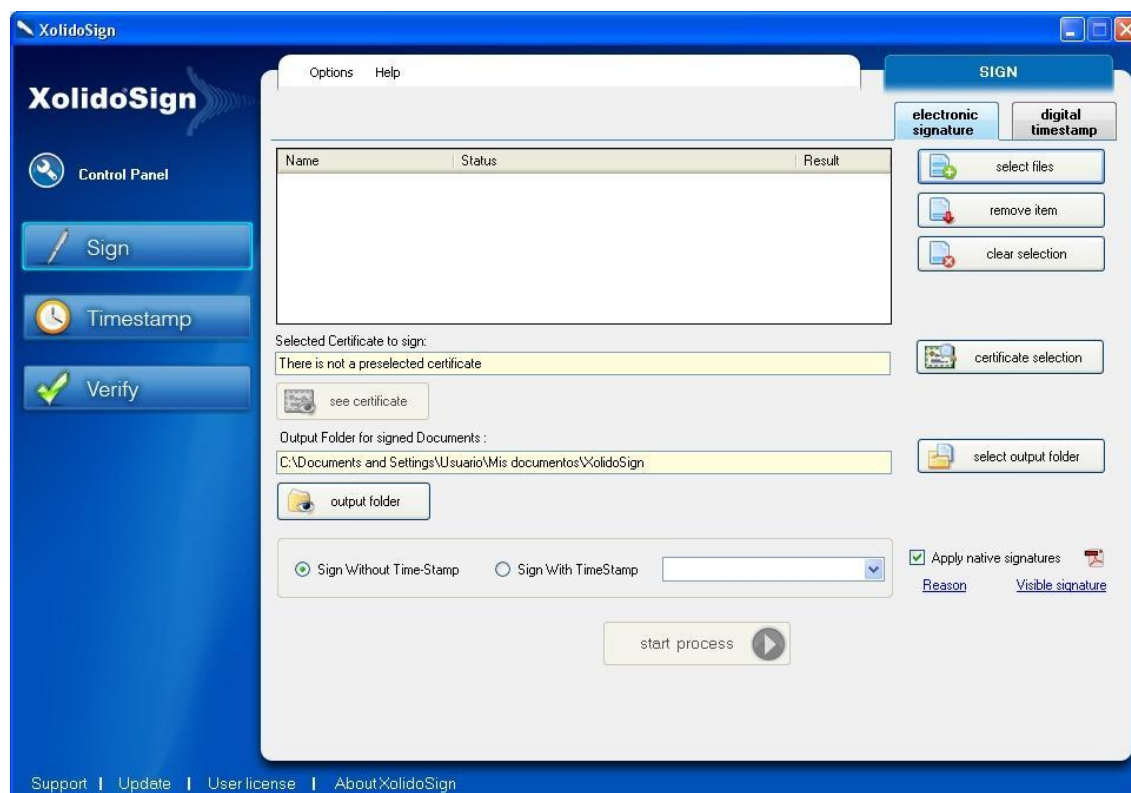 XolidoSign
XolidoSign
Control Panel
Sign
Timestamp
Verify
Options Help
SIGN
electronic signature
digital timestamp
Name Status Result
select files
remove item
clear selection
Selected Certificate to sign:
There is not a preselected certificate
certificate selection
see certificate
Output Folder for signed Documents :
C:\Documents and Settings\Usuario\Mis documentos\XolidoSign
select output folder
output folder
Sign Without Time-Stamp Sign With TimeStamp
Apply native signatures
Reason Visible signature
start process
Support | Update | User license | About XolidoSign